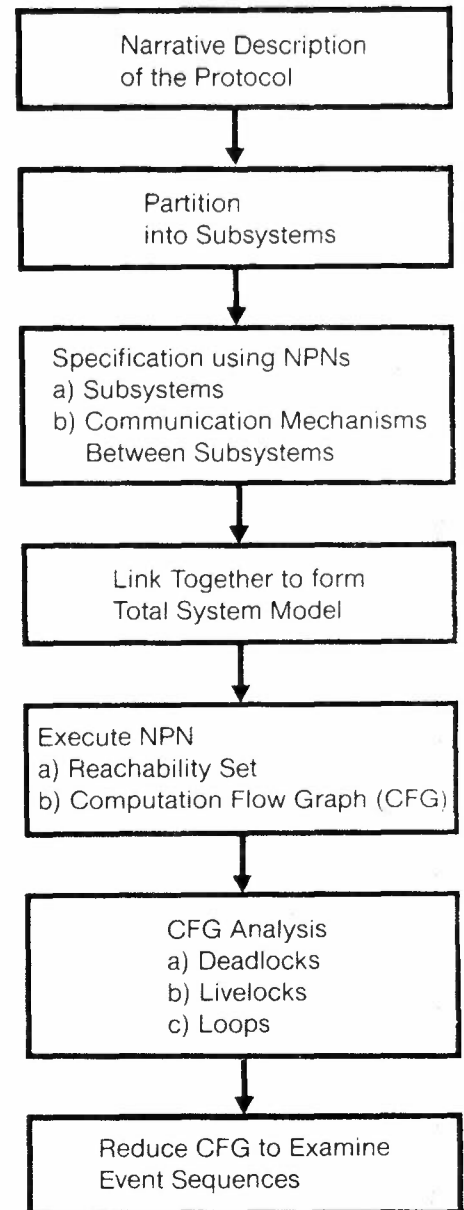 Narrative Description
of the Protocol
Partition
into Subsystems
Specification using NPNs
a) Subsystems
b) Communication Mechanisms
Between Subsystems
Link Together to form
Total System Model
Execute NPN
a) Reachability Set
b) Computation Flow Graph (CFG)
CFG Analysis
a) Deadlocks
b) Livelocks
c) Loops
Reduce CFG to Examine
Event Sequences